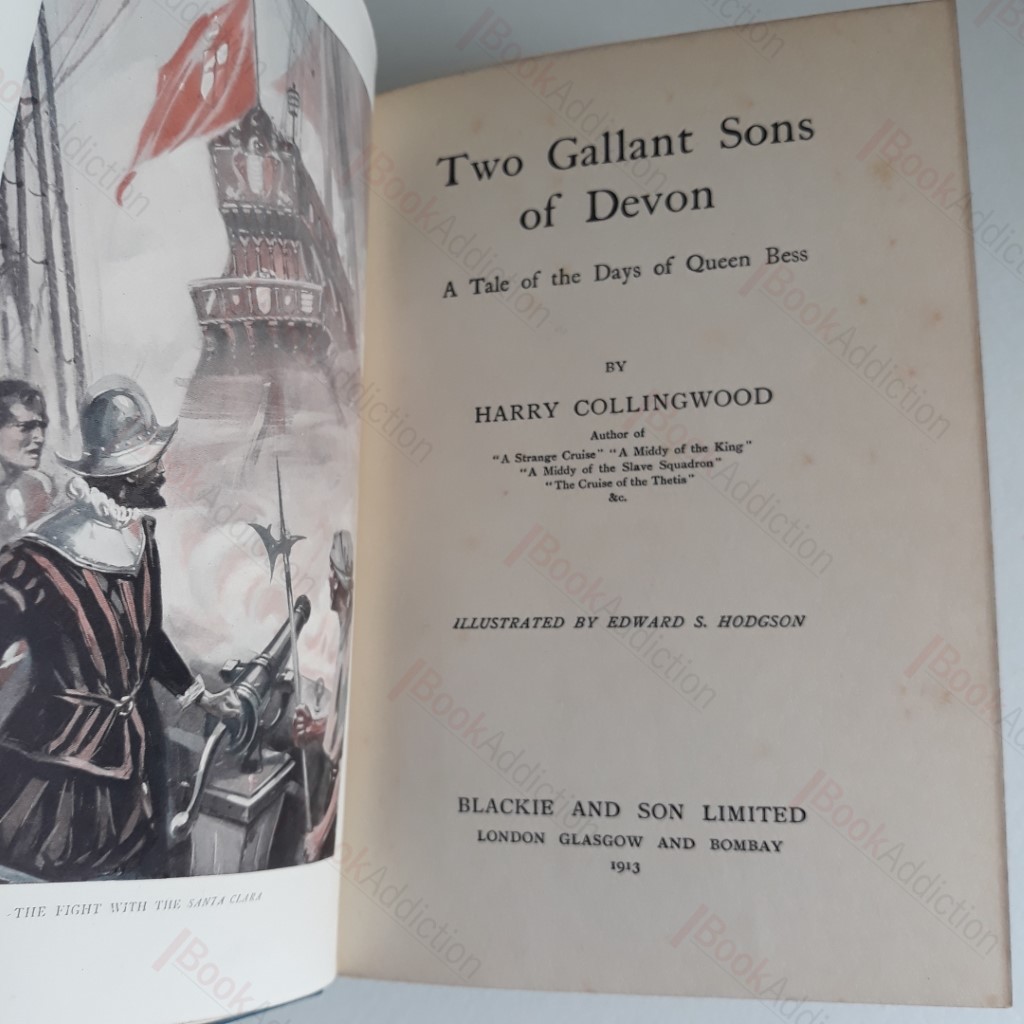 Two Gallant Sons
of Devon
A Tale of the Days of Queen Bess
BY
HARRY COLLINGWOOD
Author of
"A Strange Cruise" "A Middy of the King"
"A Middy of the Slave Squadron"
"The Cruise of the Thetis"
&c.
ILLUSTRATED BY EDWARD S. HODGSON
BLACKIE AND SON LIMITED
LONDON GLASGOW AND BOMBAY
1913
THE FIGHT WITH THE SANTA CLARA
BookAddiction